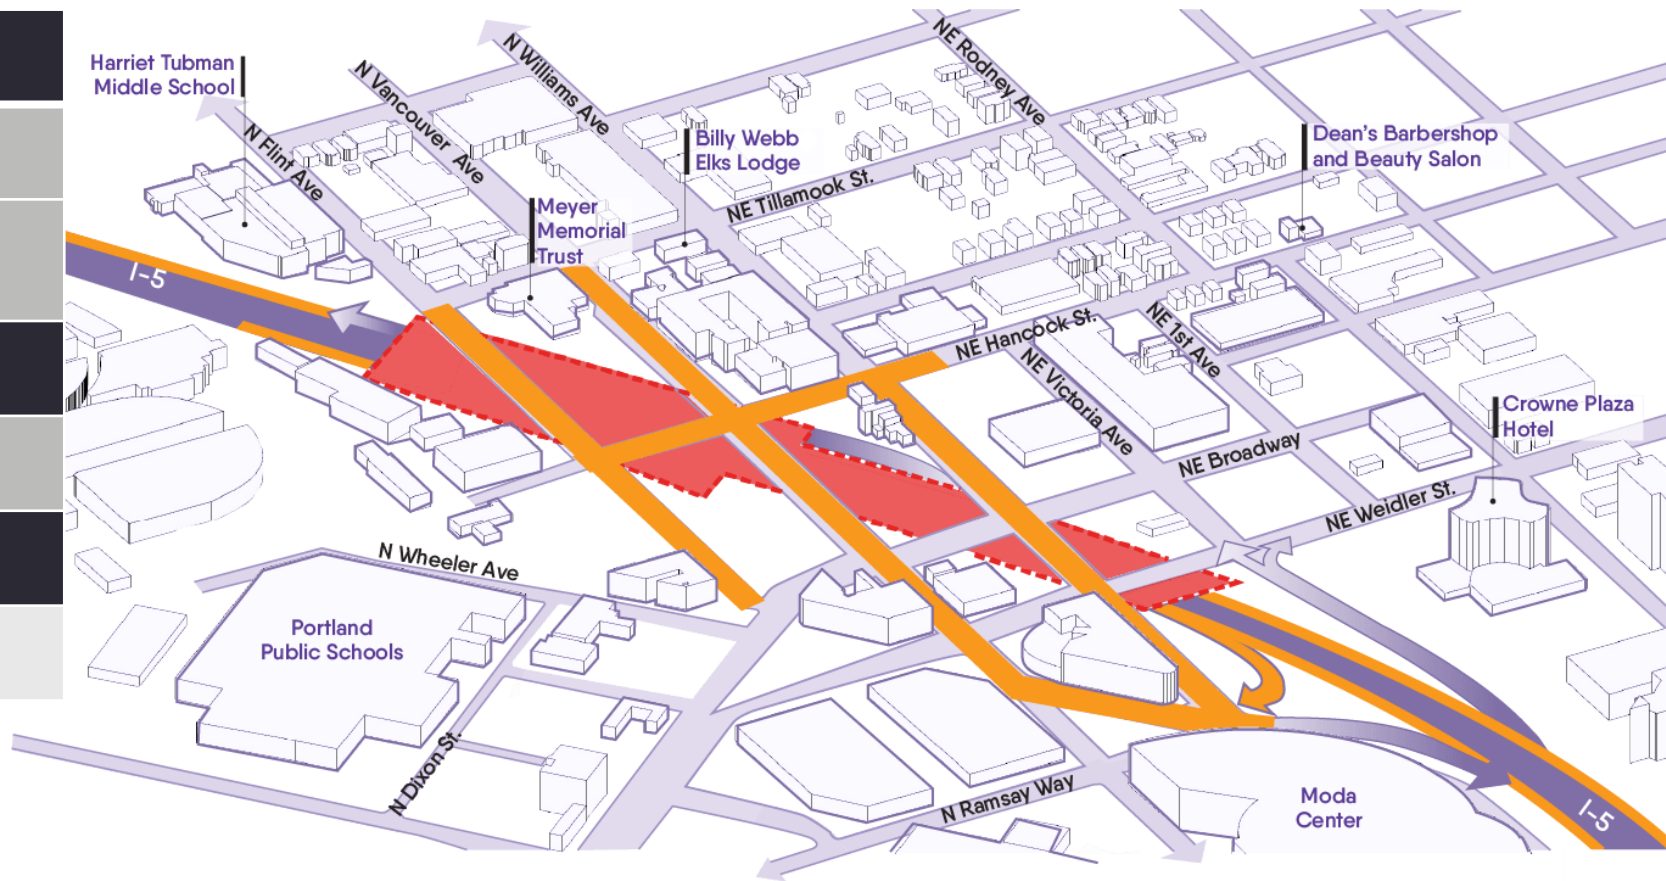 Harriet Tubman
Middle School
N Flint Ave
N Vancouver Ave
N Williams Ave
NE Rodney Ave
Billy Webb
Elks Lodge
Dean's Barbershop
and Beauty Salon
NE Tillamook St.
Meyer
Memorial
Trust
I-5
NE Hancock St.
NE 1st Ave
NE Victoria Ave
Crowne Plaza
Hotel
NE Broadway
NE Weidler St.
N Wheeler Ave
Portland
Public Schools
N Dixon St.
N Ramsay Way
Moda
Center
I-5